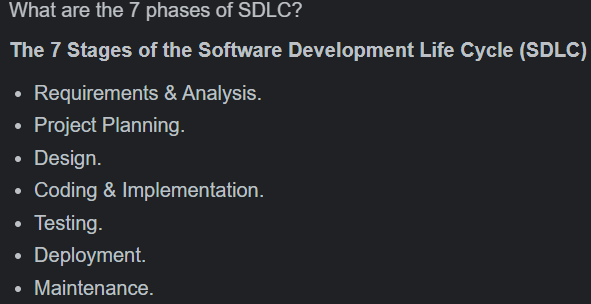 What are the 7 phases of SDLC?
The 7 Stages of the Software Development Life Cycle (SDLC)
• Requirements & Analysis.
• Project Planning.
• Design.
• Coding & Implementation.
• Testing.
• Deployment.
• Maintenance.